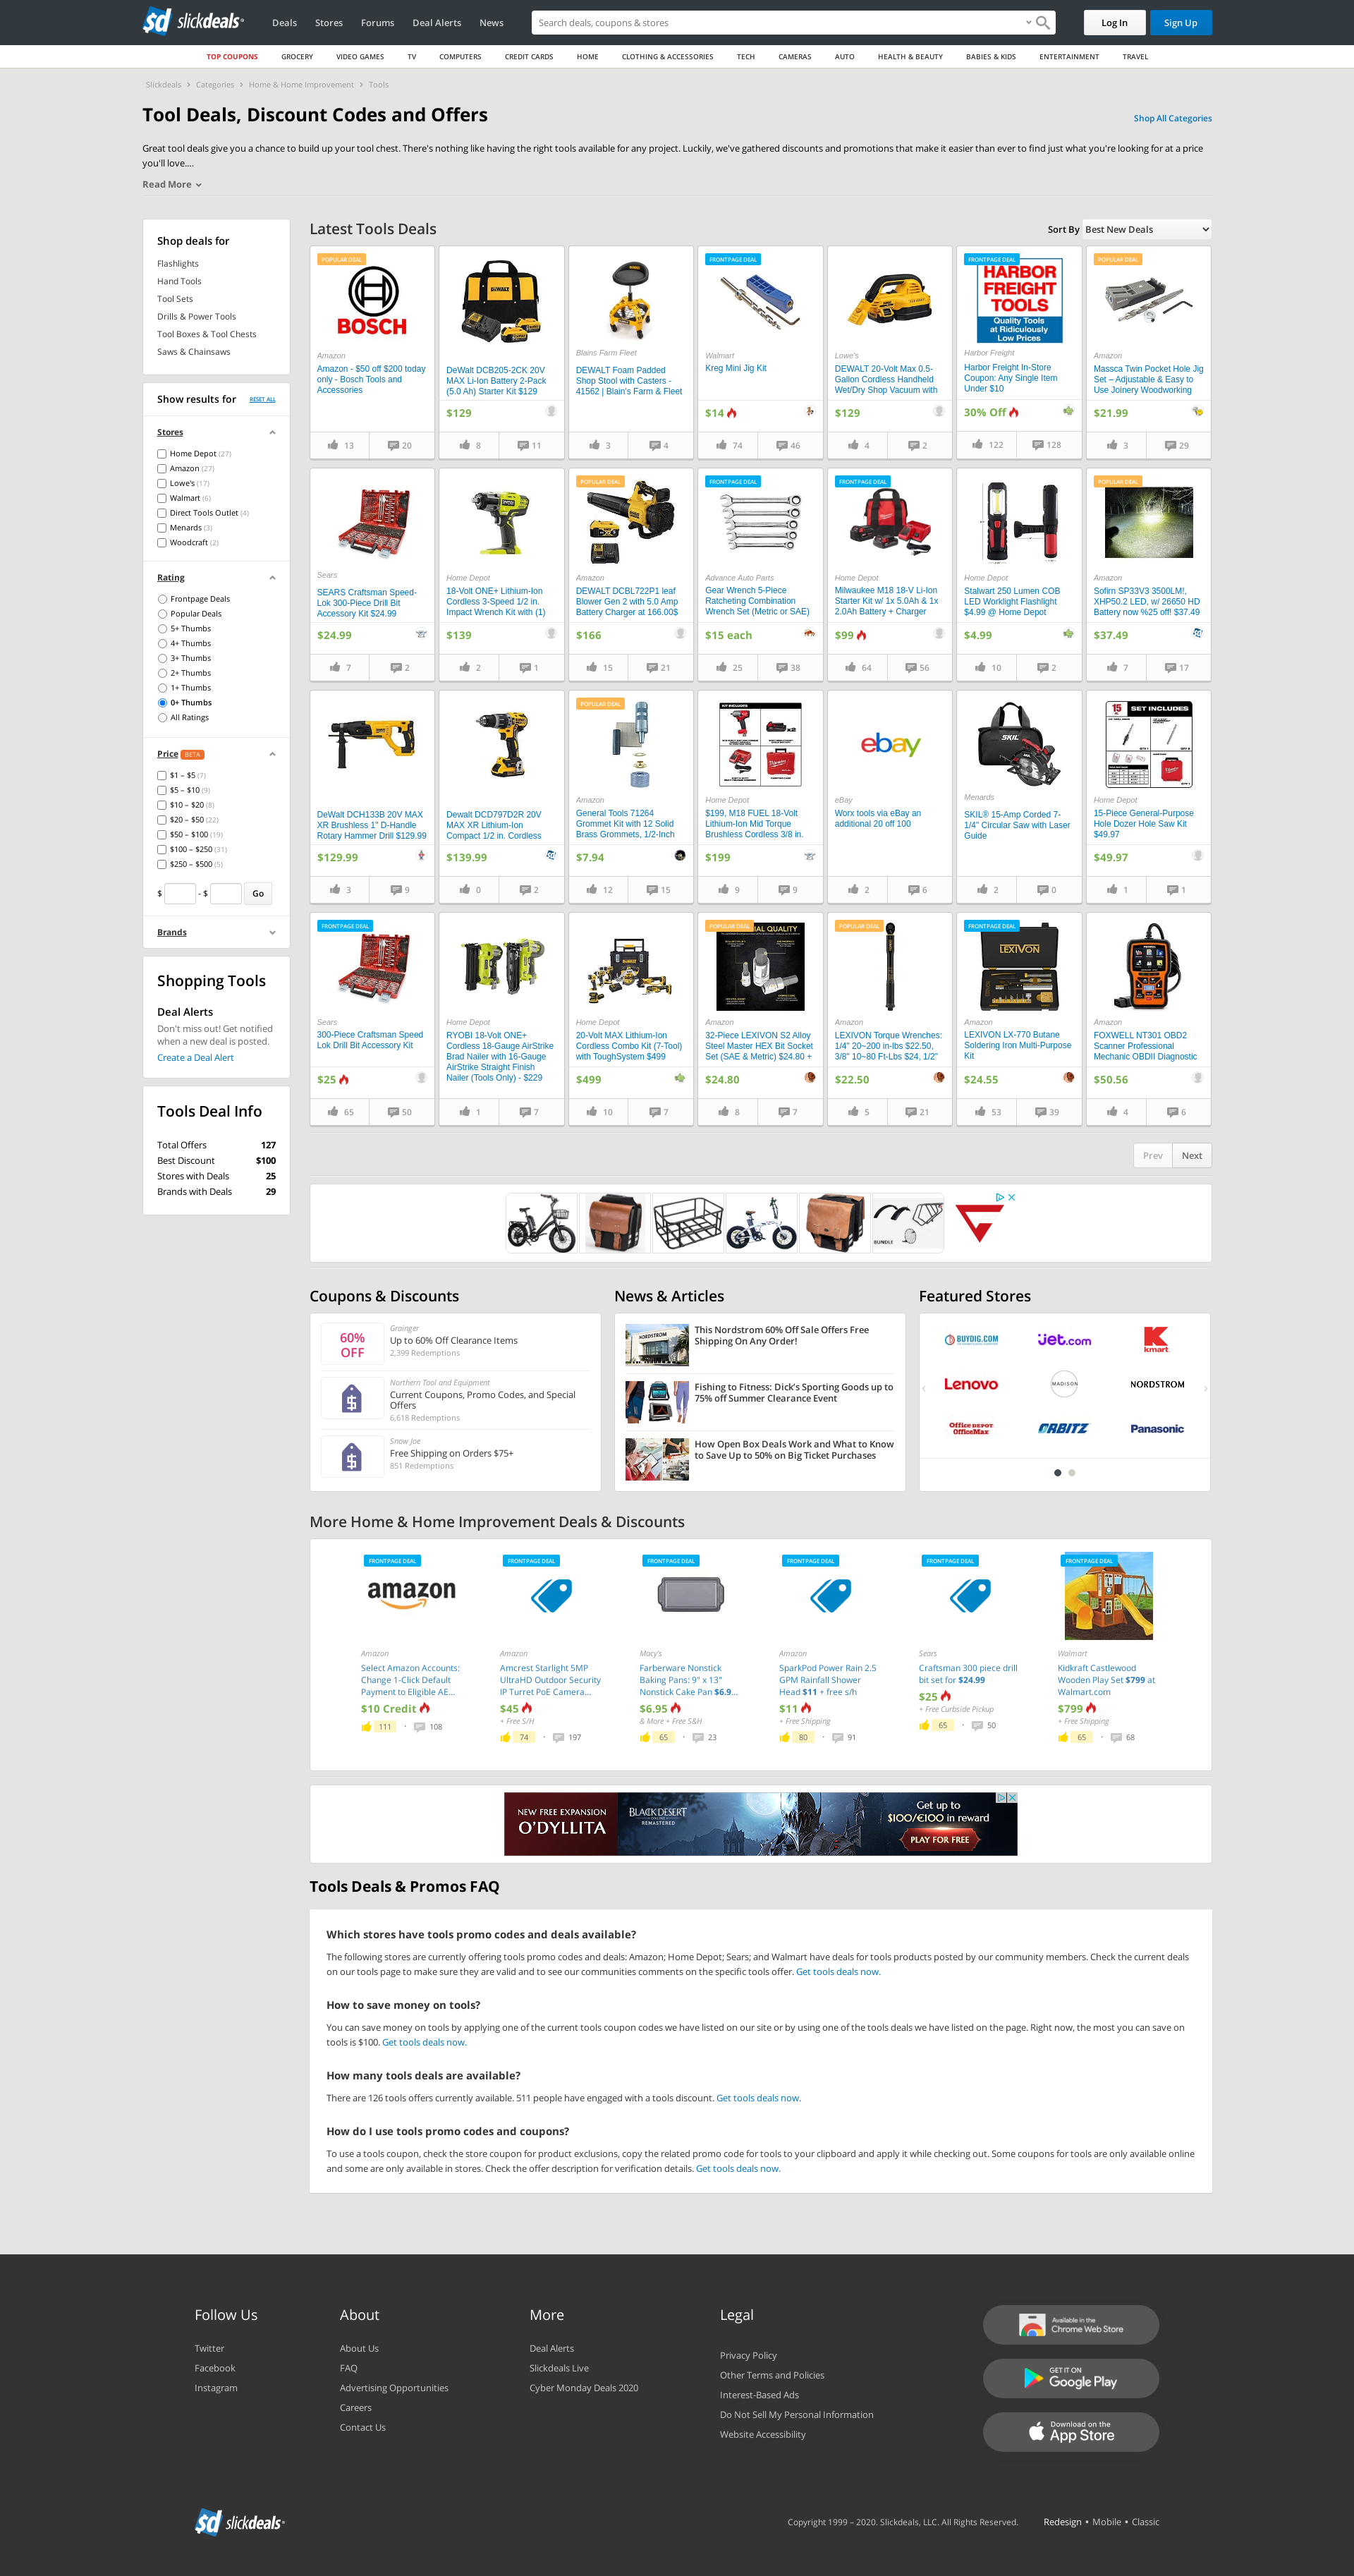 slickdeals
Deals
Stores
Forums
Deal Alerts
News
Search deals, coupons & stores
Log In
Sign Up
TOP COUPONS
GROCERY
VIDEO GAMES
TV
COMPUTERS
CREDIT CARDS
HOME
CLOTHING & ACCESSORIES
TECH
CAMERAS
AUTO
HEALTH & BEAUTY
BABIES & KIDS
ENTERTAINMENT
TRAVEL
Slickdeals > Categories > Home & Home Improvement > Tools
Tool Deals, Discount Codes and Offers
Shop All Categories
Great tool deals give you a chance to build up your tool chest. There's nothing like having the right tools available for any project. Luckily, we've gathered discounts and promotions that make it easier than ever to find just what you're looking for at a price
you'll love....
Read More
Shop deals for
Flashlights
Hand Tools
Tool Sets
Drills & Power Tools
Tool Boxes & Tool Chests
Saws & Chainsaws
Show results for
RESET ALL
Stores
Home Depot (27)
Amazon (27)
Lowe's (17)
Walmart (6)
Direct Tools Outlet (4)
Menards (3)
Woodcraft (2)
Rating
Frontpage Deals
Popular Deals
5+ Thumbs
4+ Thumbs
3+ Thumbs
2+ Thumbs
1+ Thumbs
0+ Thumbs
All Ratings
Price BETA
$1 – $5 (7)
$5 – $10 (9)
$10 – $20 (8)
$20 – $50 (22)
$50 – $100 (19)
$100 – $250 (31)
$250 – $500 (5)
$ - $ Go
Brands
Shopping Tools
Deal Alerts
Don't miss out! Get notified
when a new deal is posted.
Create a Deal Alert
Tools Deal Info
Total Offers 127
Best Discount $100
Stores with Deals 25
Brands with Deals 29
Latest Tools Deals
Sort By Best New Deals
POPULAR DEAL
BOSCH
Amazon
Amazon - $50 off $200 today
only - Bosch Tools and
Accessories
13 20
DeWalt DCB205-2CK 20V
MAX Li-Ion Battery 2-Pack
(5.0 Ah) Starter Kit $129
$129
8 11
Blains Farm Fleet
DEWALT Foam Padded
Shop Stool with Casters -
41562 | Blain's Farm & Fleet
3 4
FRONTPAGE DEAL
Walmart
Kreg Mini Jig Kit
$14
74 46
Lowe's
DEWALT 20-Volt Max 0.5-
Gallon Cordless Handheld
Wet/Dry Shop Vacuum with
$129
4 2
FRONTPAGE DEAL
HARBOR
FREIGHT
TOOLS
Quality Tools
at Ridiculously
Low Prices
Harbor Freight
Harbor Freight In-Store
Coupon: Any Single Item
Under $10
30% Off
122 128
POPULAR DEAL
Amazon
Massca Twin Pocket Hole Jig
Set – Adjustable & Easy to
Use Joinery Woodworking
$21.99
3 29
Sears
SEARS Craftsman Speed-
Lok 300-Piece Drill Bit
Accessory Kit $24.99
$24.99
7 2
Home Depot
18-Volt ONE+ Lithium-Ion
Cordless 3-Speed 1/2 in.
Impact Wrench Kit with (1)
$139
2 1
POPULAR DEAL
Amazon
DEWALT DCBL722P1 leaf
Blower Gen 2 with 5.0 Amp
Battery Charger at 166.00$
$166
15 21
FRONTPAGE DEAL
Advance Auto Parts
Gear Wrench 5-Piece
Ratcheting Combination
Wrench Set (Metric or SAE)
$15 each
25 38
FRONTPAGE DEAL
Home Depot
Milwaukee M18 18-V Li-Ion
Starter Kit w/ 1x 5.0Ah & 1x
2.0Ah Battery + Charger
$99
64 56
Home Depot
Stalwart 250 Lumen COB
LED Worklight Flashlight
$4.99 @ Home Depot
$4.99
10 2
POPULAR DEAL
Amazon
Sofirn SP33V3 3500LM!,
XHP50.2 LED, w/ 26650 HD
Battery now %25 off! $37.49
$37.49
7 17
DeWalt DCH133B 20V MAX
XR Brushless 1" D-Handle
Rotary Hammer Drill $129.99
$129.99
3 9
Dewalt DCD797D2R 20V
MAX XR Lithium-Ion
Compact 1/2 in. Cordless
$139.99
0 2
POPULAR DEAL
Amazon
General Tools 71264
Grommet Kit with 12 Solid
Brass Grommets, 1/2-Inch
$7.94
12 15
KIT INCLUDES
Home Depot
$199, M18 FUEL 18-Volt
Lithium-Ion Mid Torque
Brushless Cordless 3/8 in.
$199
9 9
ebay
eBay
Worx tools via eBay an
additional 20 off 100
2 6
SKIL
Menards
SKIL® 15-Amp Corded 7-
1/4" Circular Saw with Laser
Guide
2 0
15 SET INCLUDES
Home Depot
15-Piece General-Purpose
Hole Dozer Hole Saw Kit
$49.97
$49.97
1 1
FRONTPAGE DEAL
Sears
300-Piece Craftsman Speed
Lok Drill Bit Accessory Kit
$25
65 50
Home Depot
RYOBI 18-Volt ONE+
Cordless 18-Gauge AirStrike
Brad Nailer with 16-Gauge
AirStrike Straight Finish
Nailer (Tools Only) - $229
1 7
Home Depot
20-Volt MAX Lithium-Ion
Cordless Combo Kit (7-Tool)
with ToughSystem $499
$499
10 7
POPULAR DEAL
Amazon
32-Piece LEXIVON S2 Alloy
Steel Master HEX Bit Socket
Set (SAE & Metric) $24.80 +
$24.80
8 7
POPULAR DEAL
Amazon
LEXIVON Torque Wrenches:
1/4" 20~200 in-lbs $22.50,
3/8" 10~80 Ft-Lbs $24, 1/2"
$22.50
5 21
FRONTPAGE DEAL
LEXIVON
Amazon
LEXIVON LX-770 Butane
Soldering Iron Multi-Purpose
Kit
$24.55
53 39
Amazon
FOXWELL NT301 OBD2
Scanner Professional
Mechanic OBDII Diagnostic
$50.56
4 6
Prev
Next
BUNDLE
Coupons & Discounts
60%
OFF
Grainger
Up to 60% Off Clearance Items
2,399 Redemptions
Northern Tool and Equipment
Current Coupons, Promo Codes, and Special
Offers
6,618 Redemptions
Snow Joe
Free Shipping on Orders $75+
851 Redemptions
News & Articles
NORDSTROM
This Nordstrom 60% Off Sale Offers Free
Shipping On Any Order!
Fishing to Fitness: Dick's Sporting Goods up to
75% off Summer Clearance Event
How Open Box Deals Work and What to Know
to Save Up to 50% on Big Ticket Purchases
Featured Stores
BUYDIG.COM
jet.com
kmart
Lenovo
MADISON
NORDSTROM
Office DEPOT
OfficeMax
ORBITZ
Panasonic
More Home & Home Improvement Deals & Discounts
FRONTPAGE DEAL
amazon
Amazon
Select Amazon Accounts:
Change 1-Click Default
Payment to Eligible AE...
$10 Credit
111 · 108
FRONTPAGE DEAL
Amazon
Amcrest Starlight 5MP
UltraHD Outdoor Security
IP Turret PoE Camera...
$45
+ Free S/H
74 · 197
FRONTPAGE DEAL
Macy's
Farberware Nonstick
Baking Pans: 9" x 13"
Nonstick Cake Pan $6.9...
$6.95
& More + Free S&H
65 · 23
FRONTPAGE DEAL
Amazon
SparkPod Power Rain 2.5
GPM Rainfall Shower
Head $11 + free s/h
$11
+ Free Shipping
80 · 91
FRONTPAGE DEAL
Sears
Craftsman 300 piece drill
bit set for $24.99
$25
+ Free Curbside Pickup
65 · 50
FRONTPAGE DEAL
Walmart
Kidkraft Castlewood
Wooden Play Set $799 at
Walmart.com
$799
+ Free Shipping
65 · 68
NEW FREE EXPANSION
O'DYLLITA
BLACK DESERT
REMASTERED
Get up to
$100/€100 in reward
PLAY FOR FREE
Tools Deals & Promos FAQ
Which stores have tools promo codes and deals available?
The following stores are currently offering tools promo codes and deals: Amazon; Home Depot; Sears; and Walmart have deals for tools products posted by our community members. Check the current deals
on our tools page to make sure they are valid and to see our communities comments on the specific tools offer. Get tools deals now.
How to save money on tools?
You can save money on tools by applying one of the current tools coupon codes we have listed on our site or by using one of the tools deals we have listed on the page. Right now, the most you can save on
tools is $100. Get tools deals now.
How many tools deals are available?
There are 126 tools offers currently available. 511 people have engaged with a tools discount. Get tools deals now.
How do I use tools promo codes and coupons?
To use a tools coupon, check the store coupon for product exclusions, copy the related promo code for tools to your clipboard and apply it while checking out. Some coupons for tools are only available online
and some are only available in stores. Check the offer description for verification details. Get tools deals now.
Follow Us
Twitter
Facebook
Instagram
About
About Us
FAQ
Advertising Opportunities
Careers
Contact Us
More
Deal Alerts
Slickdeals Live
Cyber Monday Deals 2020
Legal
Privacy Policy
Other Terms and Policies
Interest-Based Ads
Do Not Sell My Personal Information
Website Accessibility
Available in the
Chrome Web Store
GET IT ON
Google Play
Download on the
App Store
slickdeals
Copyright 1999 – 2020. Slickdeals, LLC. All Rights Reserved.
Redesign • Mobile • Classic